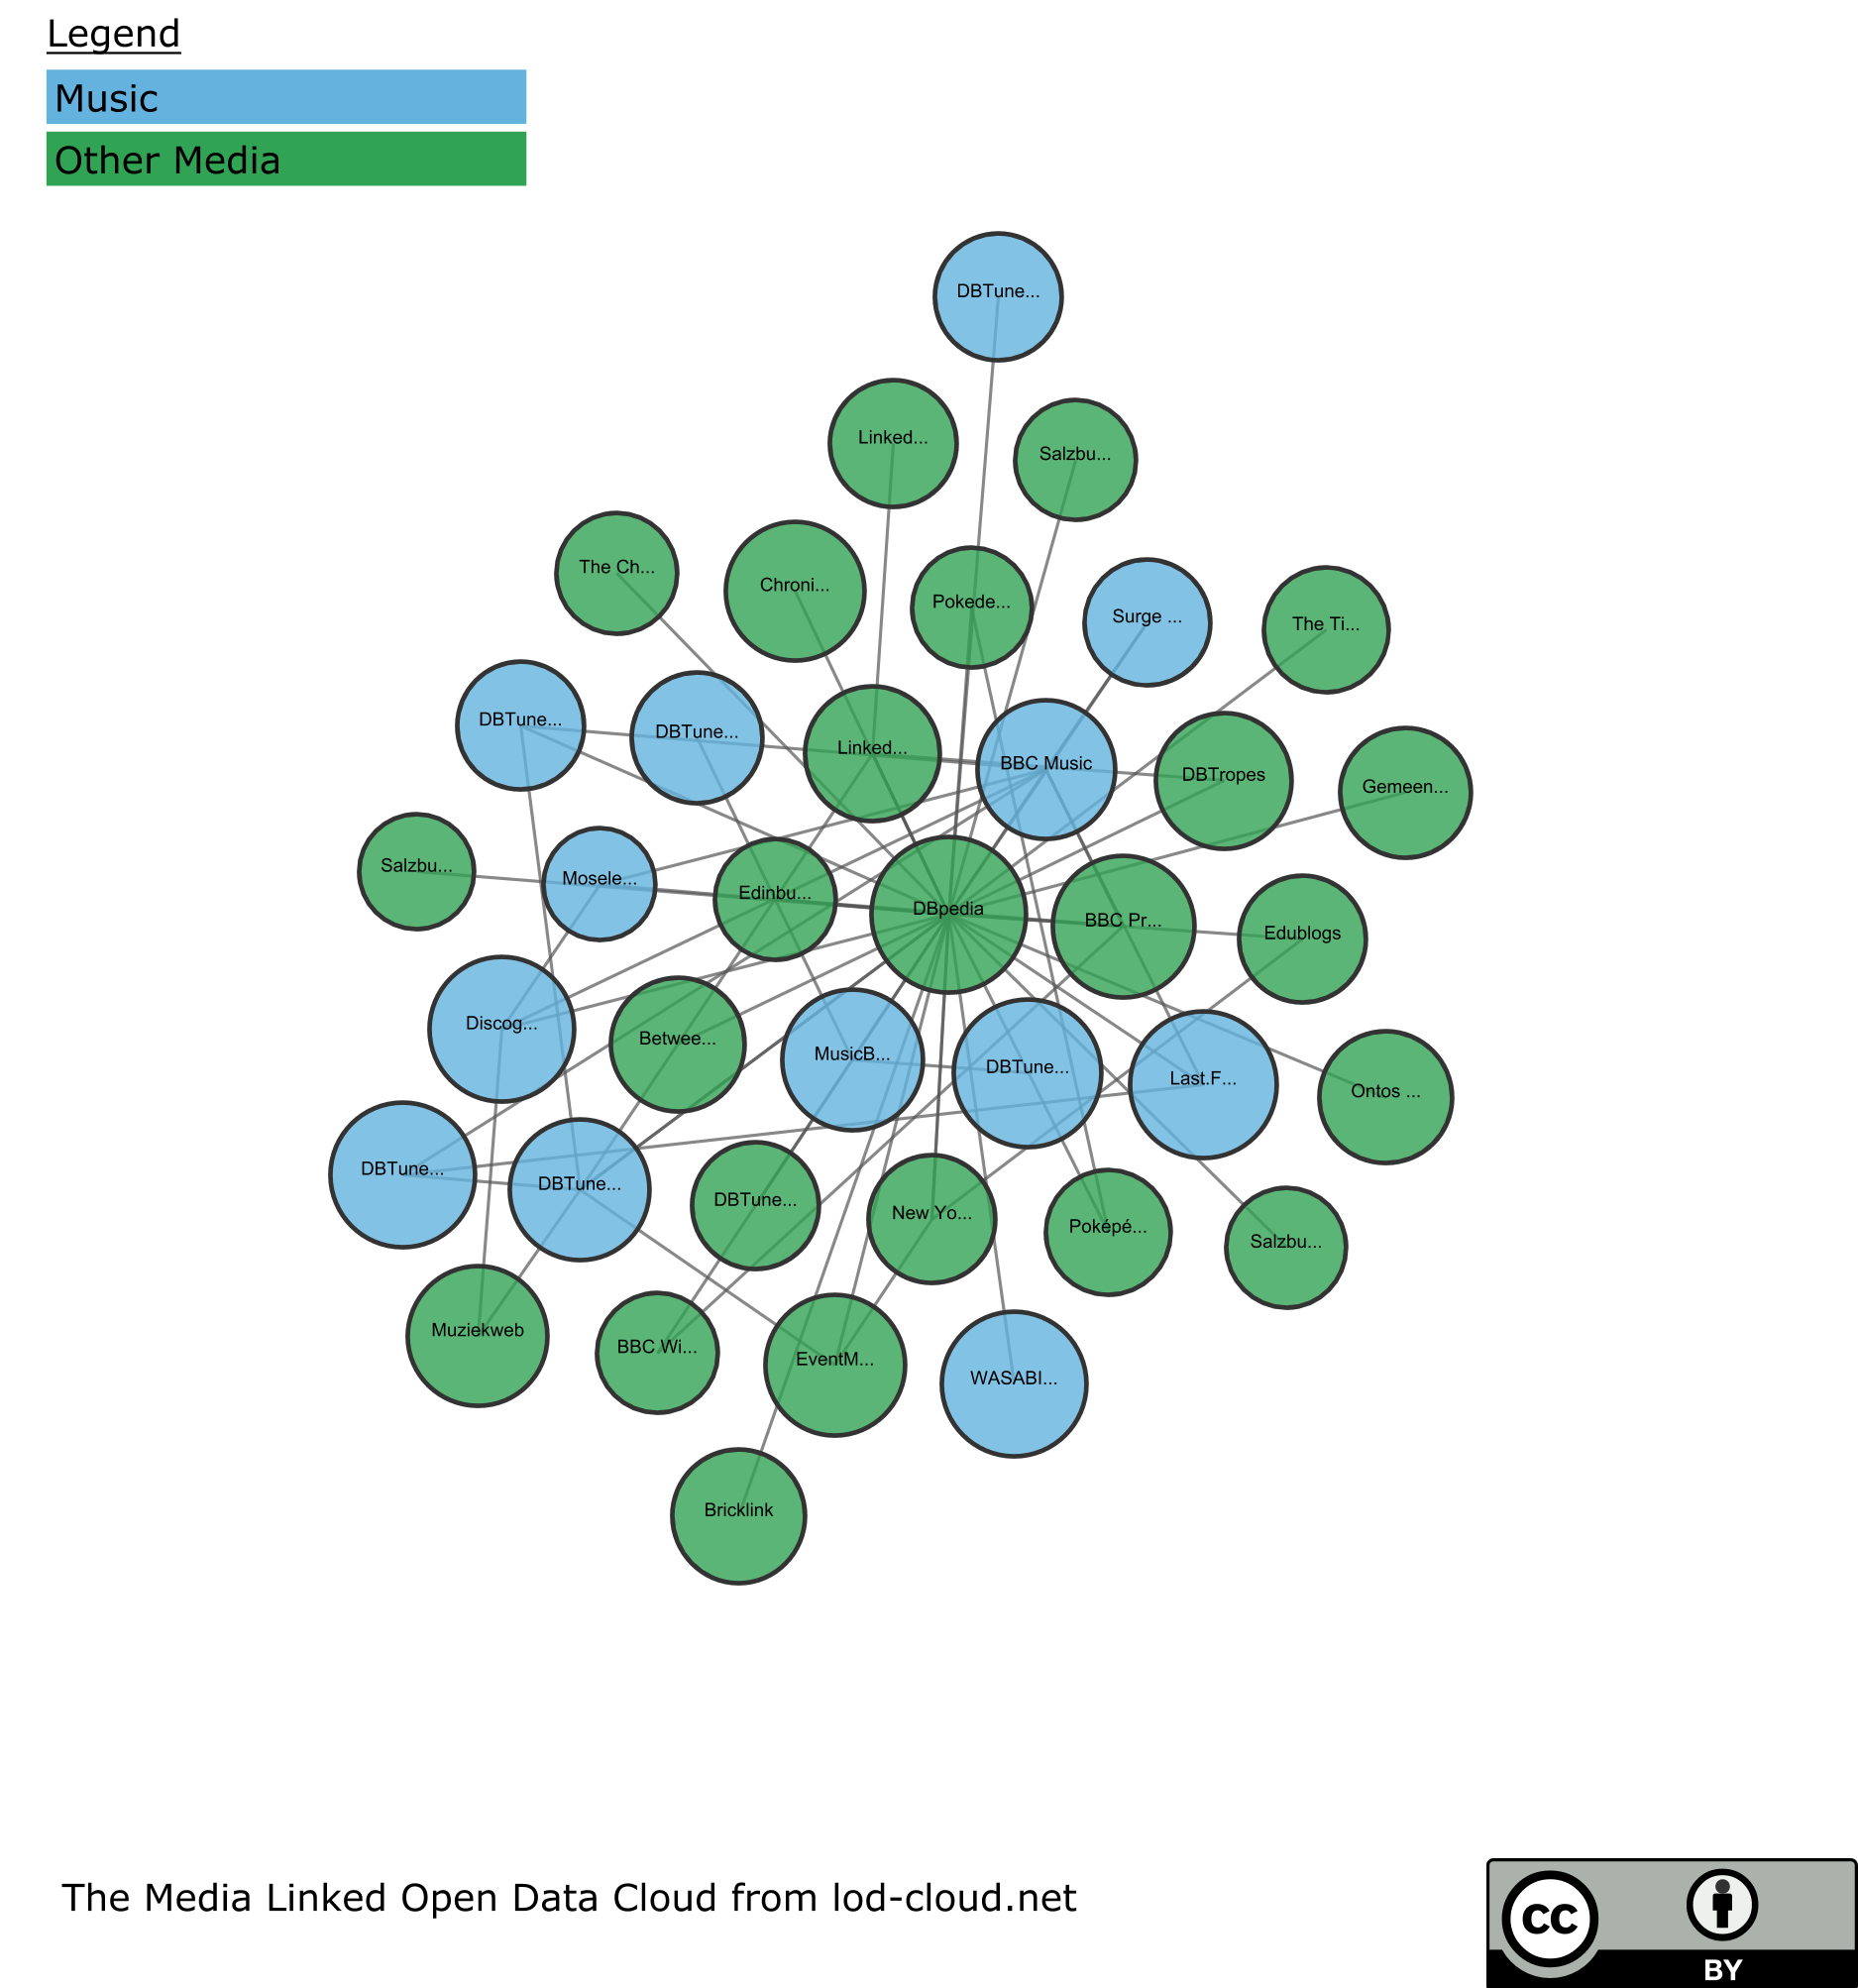 Legend
Music
Other Media
DBTune...
Linked...
Salzbu...
The Ch...
Chroni...
Pokede...
Surge ...
The Ti...
DBTune...
DBTune...
Linked...
BBC Music
DBTropes
Gemeen...
Salzbu...
Mosele...
Edinbu...
DBpedia
BBC Pr...
Edublogs
Discog...
Betwee...
MusicB...
DBTune...
Last.F...
Ontos ...
DBTune...
DBTune...
DBTune...
New Yo...
Poképé...
Salzbu...
Muziekweb
BBC Wi...
EventM...
WASABI...
Bricklink
The Media Linked Open Data Cloud from lod-cloud.net
cc
BY